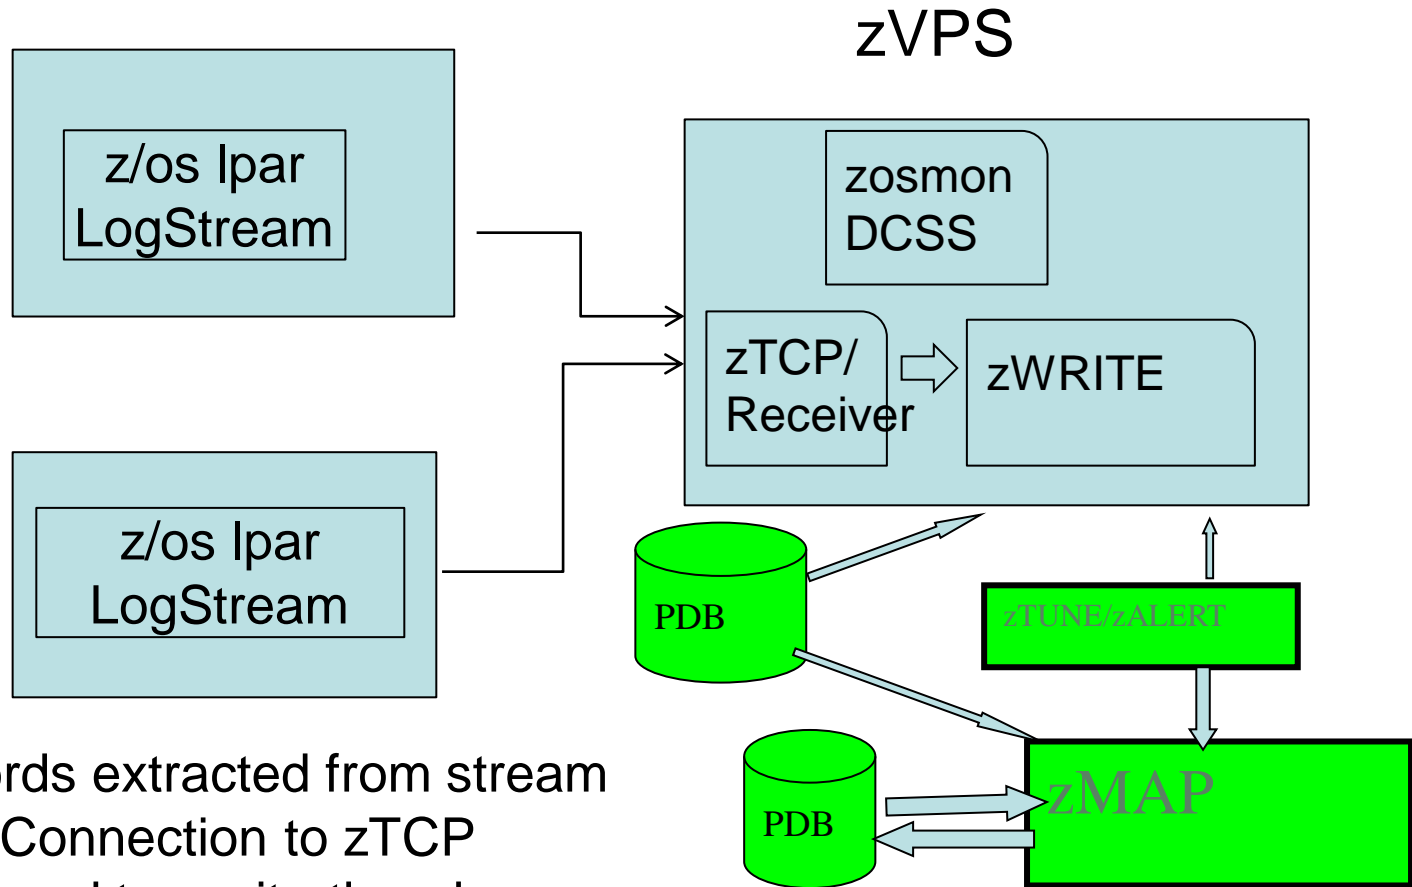 zVPS
z/os lpar
LogStream
zosmon
DCSS
zTCP/
Receiver
zWRITE
z/os lpar
LogStream
PDB
zTUNE/zALERT
zMAP
PDB
rds extracted from stream
Connection to zTCP